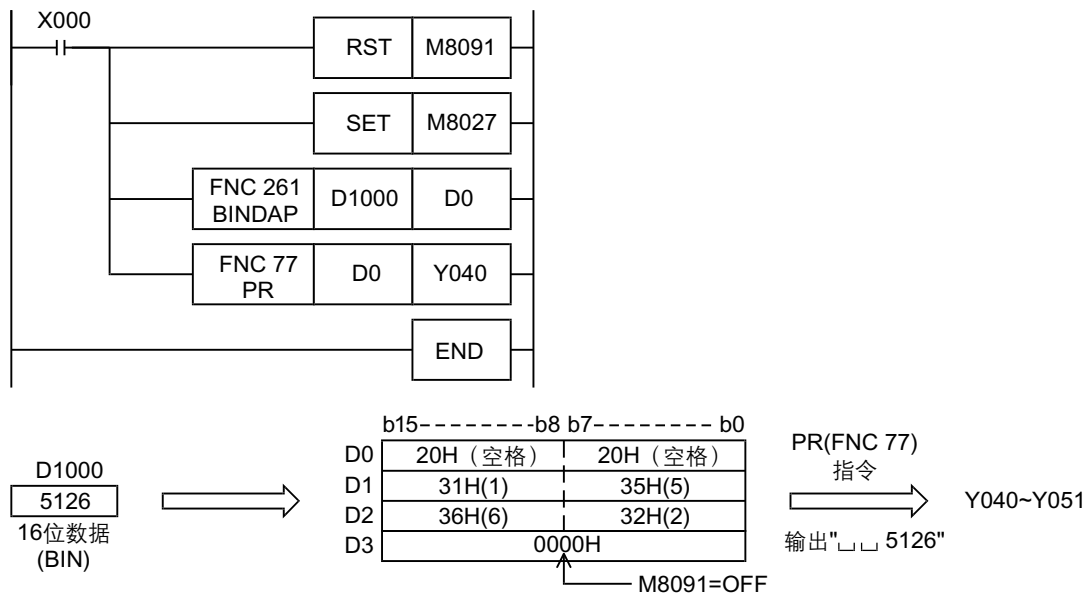 X000
RST M8091
SET M8027
FNC 261
BINDAP D1000 D0
FNC 77
PR D0 Y040
END
b15---------b8 b7------- b0
D0 20H（空格） 20H（空格）
D1 31H(1) 35H(5)
D2 36H(6) 32H(2)
D3 0000H
M8091=OFF
D1000
5126
16位数据
(BIN)
PR(FNC 77)
指令
输出"␣␣ 5126"
Y040~Y051